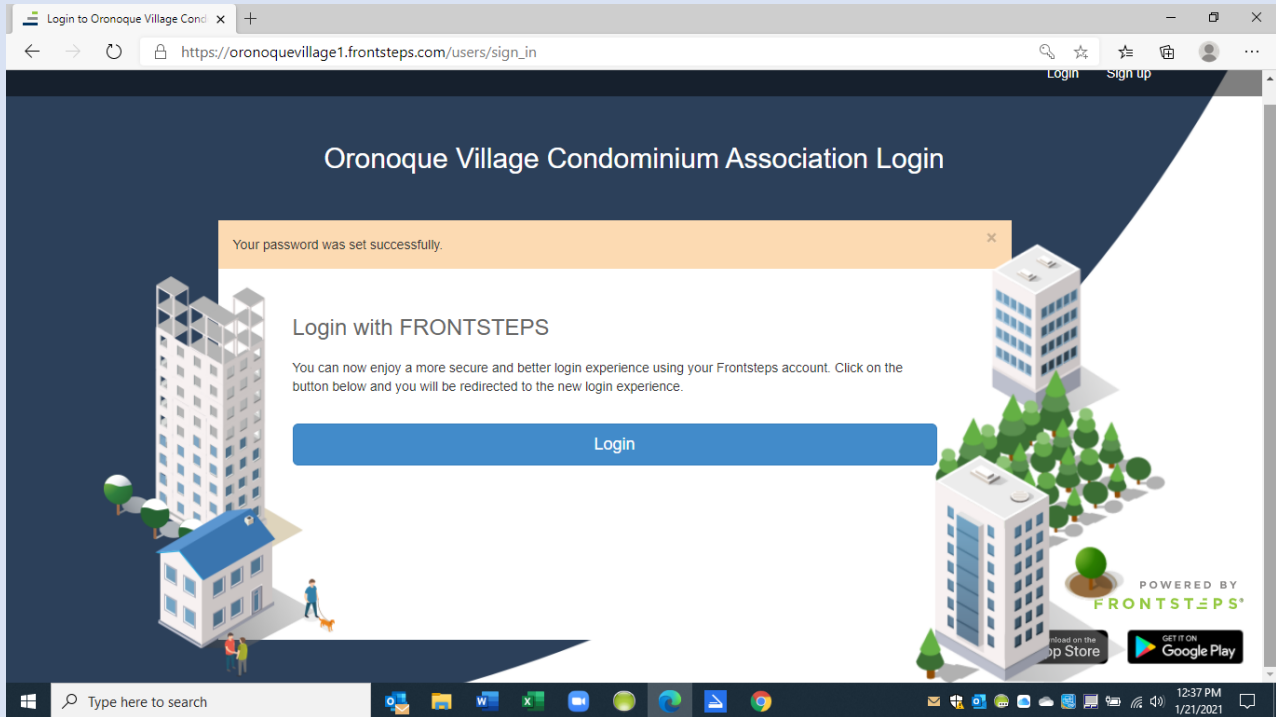 Login to Oronoque Village Cond
https://oronoquevillage1.frontsteps.com/users/sign_in
Login Sign up
Oronoque Village Condominium Association Login
Your password was set successfully.
Login with FRONTSTEPS
You can now enjoy a more secure and better login experience using your Frontsteps account. Click on the
button below and you will be redirected to the new login experience.
Login
POWERED BY
FRONTSTEPS
on the
Store
GET IT ON
Google Play
Type here to search
12:37 PM
1/21/2021